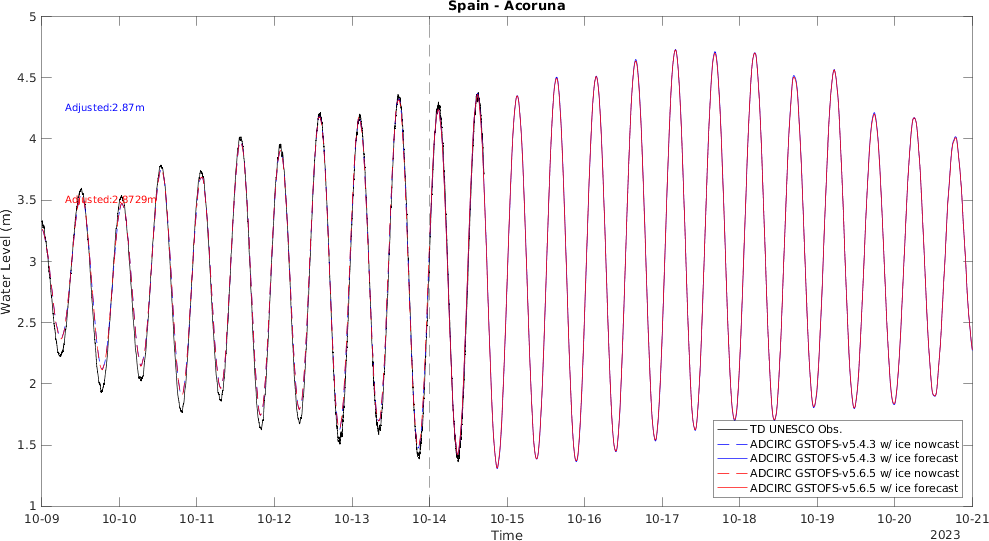 Spain - Acoruna
5
4.5
4
3.5
3
2.5
2
1.5
1
Water Level (m)
Adjusted:2.87m
Adjusted:2.8729m
TD UNESCO Obs.
ADCIRC GSTOFS-v5.4.3 w/ ice nowcast
ADCIRC GSTOFS-v5.4.3 w/ ice forecast
ADCIRC GSTOFS-v5.6.5 w/ ice nowcast
ADCIRC GSTOFS-v5.6.5 w/ ice forecast
10-09 10-10 10-11 10-12 10-13 10-14 10-15 10-16 10-17 10-18 10-19 10-20 10-21
Time
2023